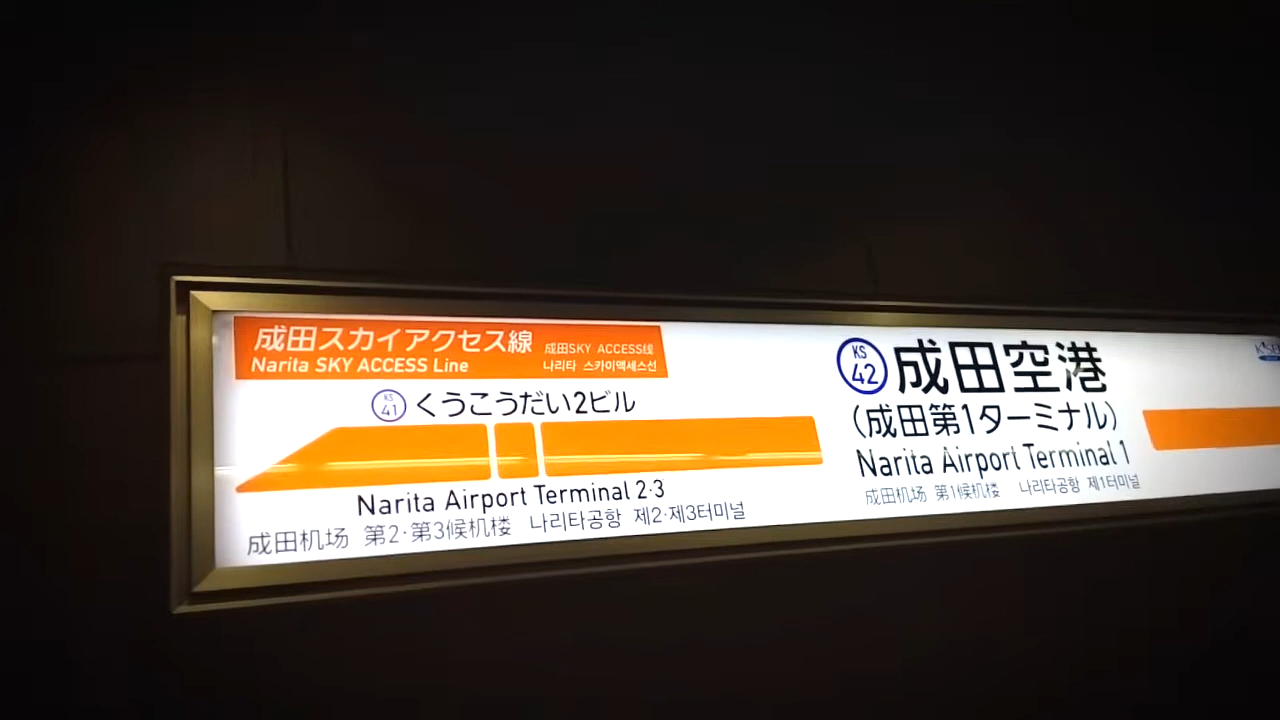 成田スカイアクセス線
Narita SKY ACCESS Line
成田SKY ACCESS线
나리타 스카이액세스선
KS 41
くうこうだい2ビル
Narita Airport Terminal 2·3
成田机场 第2·第3候机楼 나리타공항 제2·제3터미널
KS 42
成田空港
(成田第1ターミナル)
Narita Airport Terminal 1
成田机场 第1候机楼 나리타공항 제1터미널